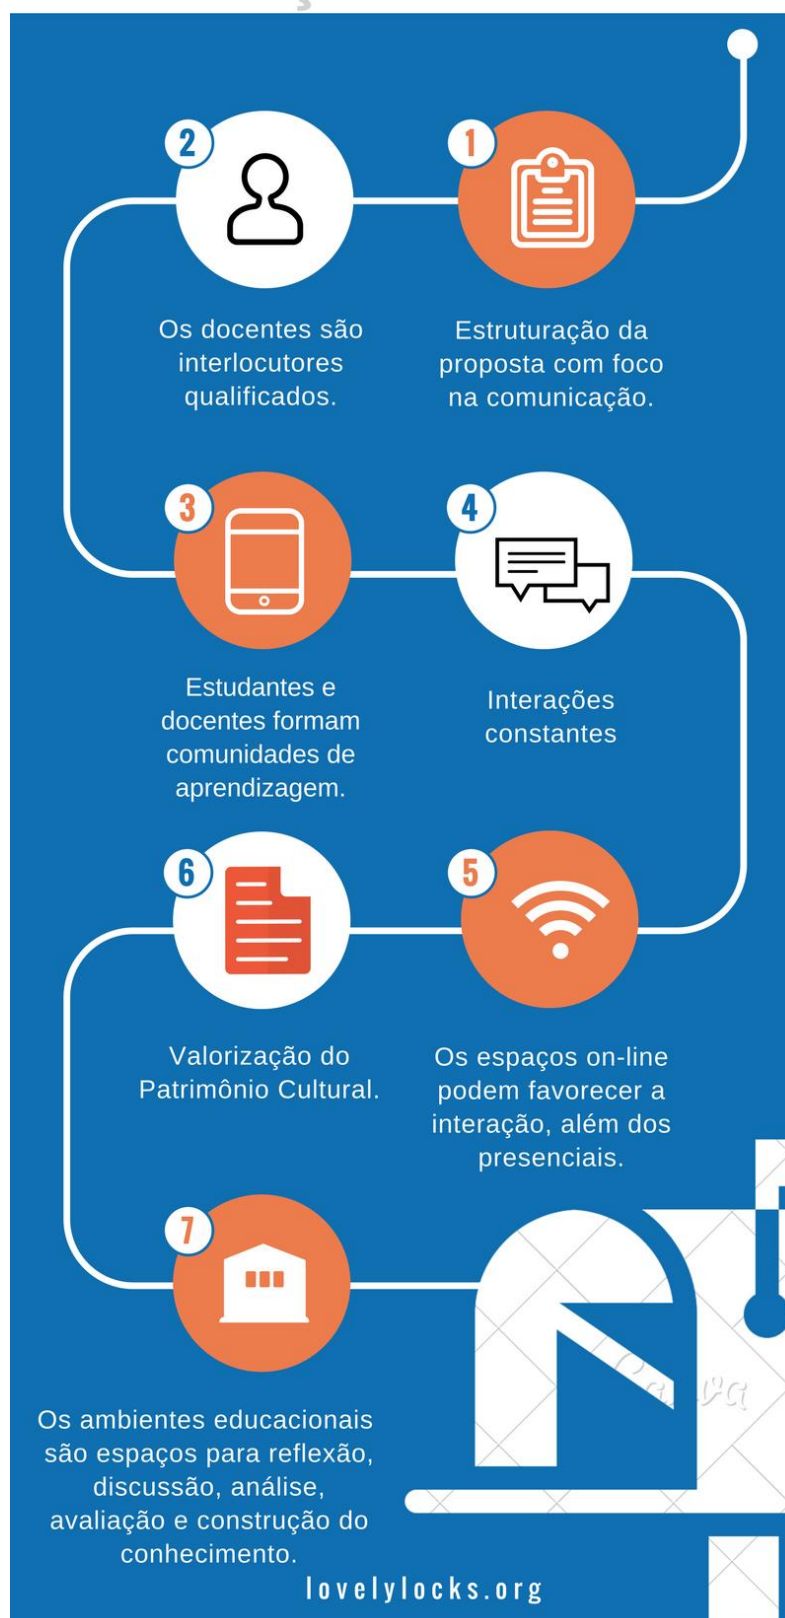 1
Estruturação da
proposta com foco
na comunicação.
2
Os docentes são
interlocutores
qualificados.
3
Estudantes e
docentes formam
comunidades de
aprendizagem.
4
Interações
constantes
5
Os espaços on-line
podem favorecer a
interação, além dos
presenciais.
6
Valorização do
Patrimônio Cultural.
7
Os ambientes educacionais
são espaços para reflexão,
discussão, análise,
avaliação e construção do
conhecimento.
Canva
lovelylocks.org